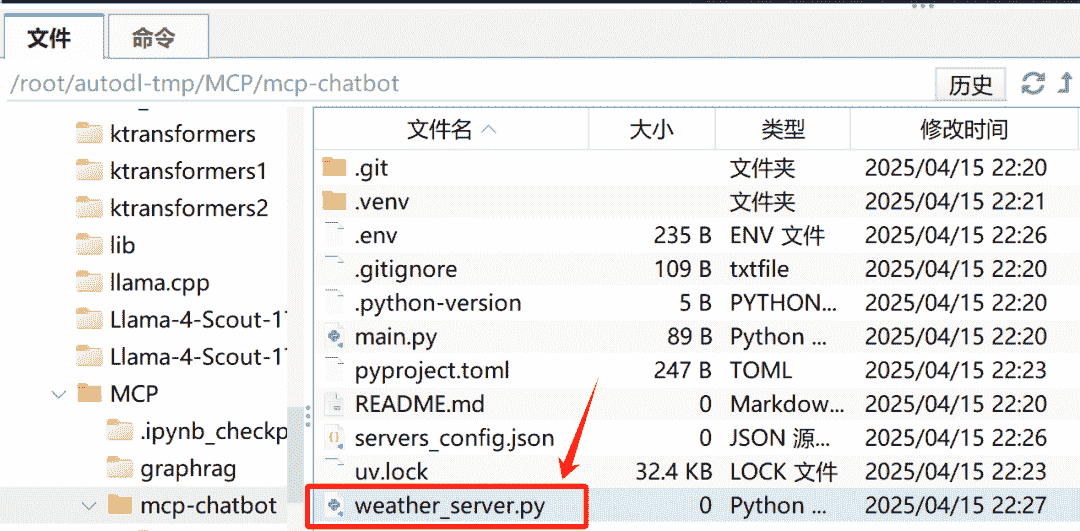 文件 命令
/root/autodl-tmp/MCP/mcp-chatbot 历史
ktransformers
ktransformers1
ktransformers2
lib
llama.cpp
Llama-4-Scout-1
Llama-4-Scout-1
MCP
.ipynb_checkp
graphrag
mcp-chatbot
文件名 大小 类型 修改时间
.git 文件夹 2025/04/15 22:20
.venv 文件夹 2025/04/15 22:21
.env 235 B ENV 文件 2025/04/15 22:26
.gitignore 109 B txtfile 2025/04/15 22:20
.python-version 5 B PYTHON... 2025/04/15 22:20
main.py 89 B Python ... 2025/04/15 22:20
pyproject.toml 247 B TOML 2025/04/15 22:23
README.md 0 Markdow... 2025/04/15 22:20
servers_config.json 0 JSON 源... 2025/04/15 22:26
uv.lock 32.4 KB LOCK 文件 2025/04/15 22:23
weather_server.py 0 Python ... 2025/04/15 22:27